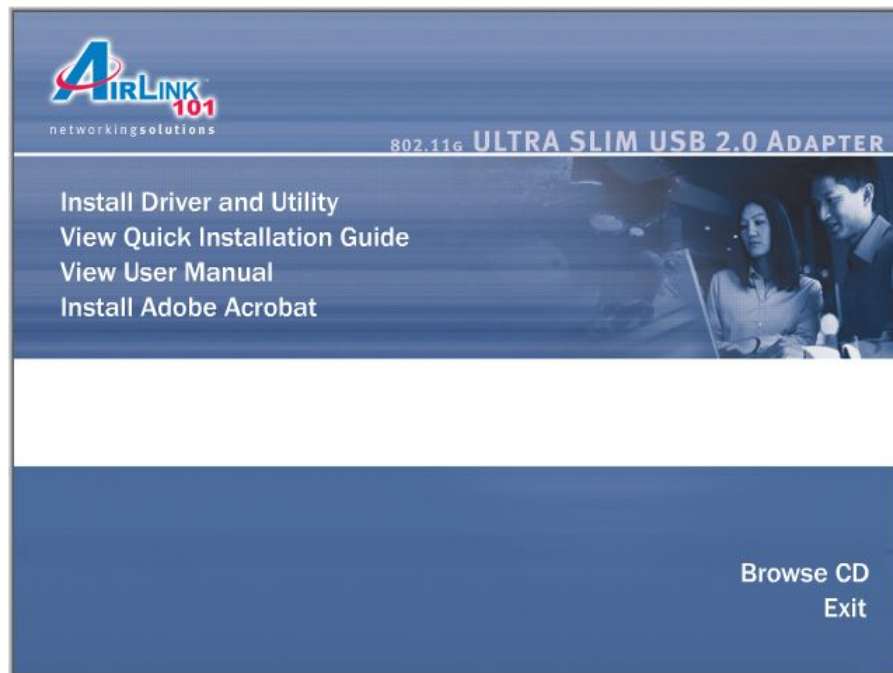 AIRLINK
101
networkingsolutions
802.11G ULTRA SLIM USB 2.0 ADAPTER
Install Driver and Utility
View Quick Installation Guide
View User Manual
Install Adobe Acrobat
Browse CD
Exit